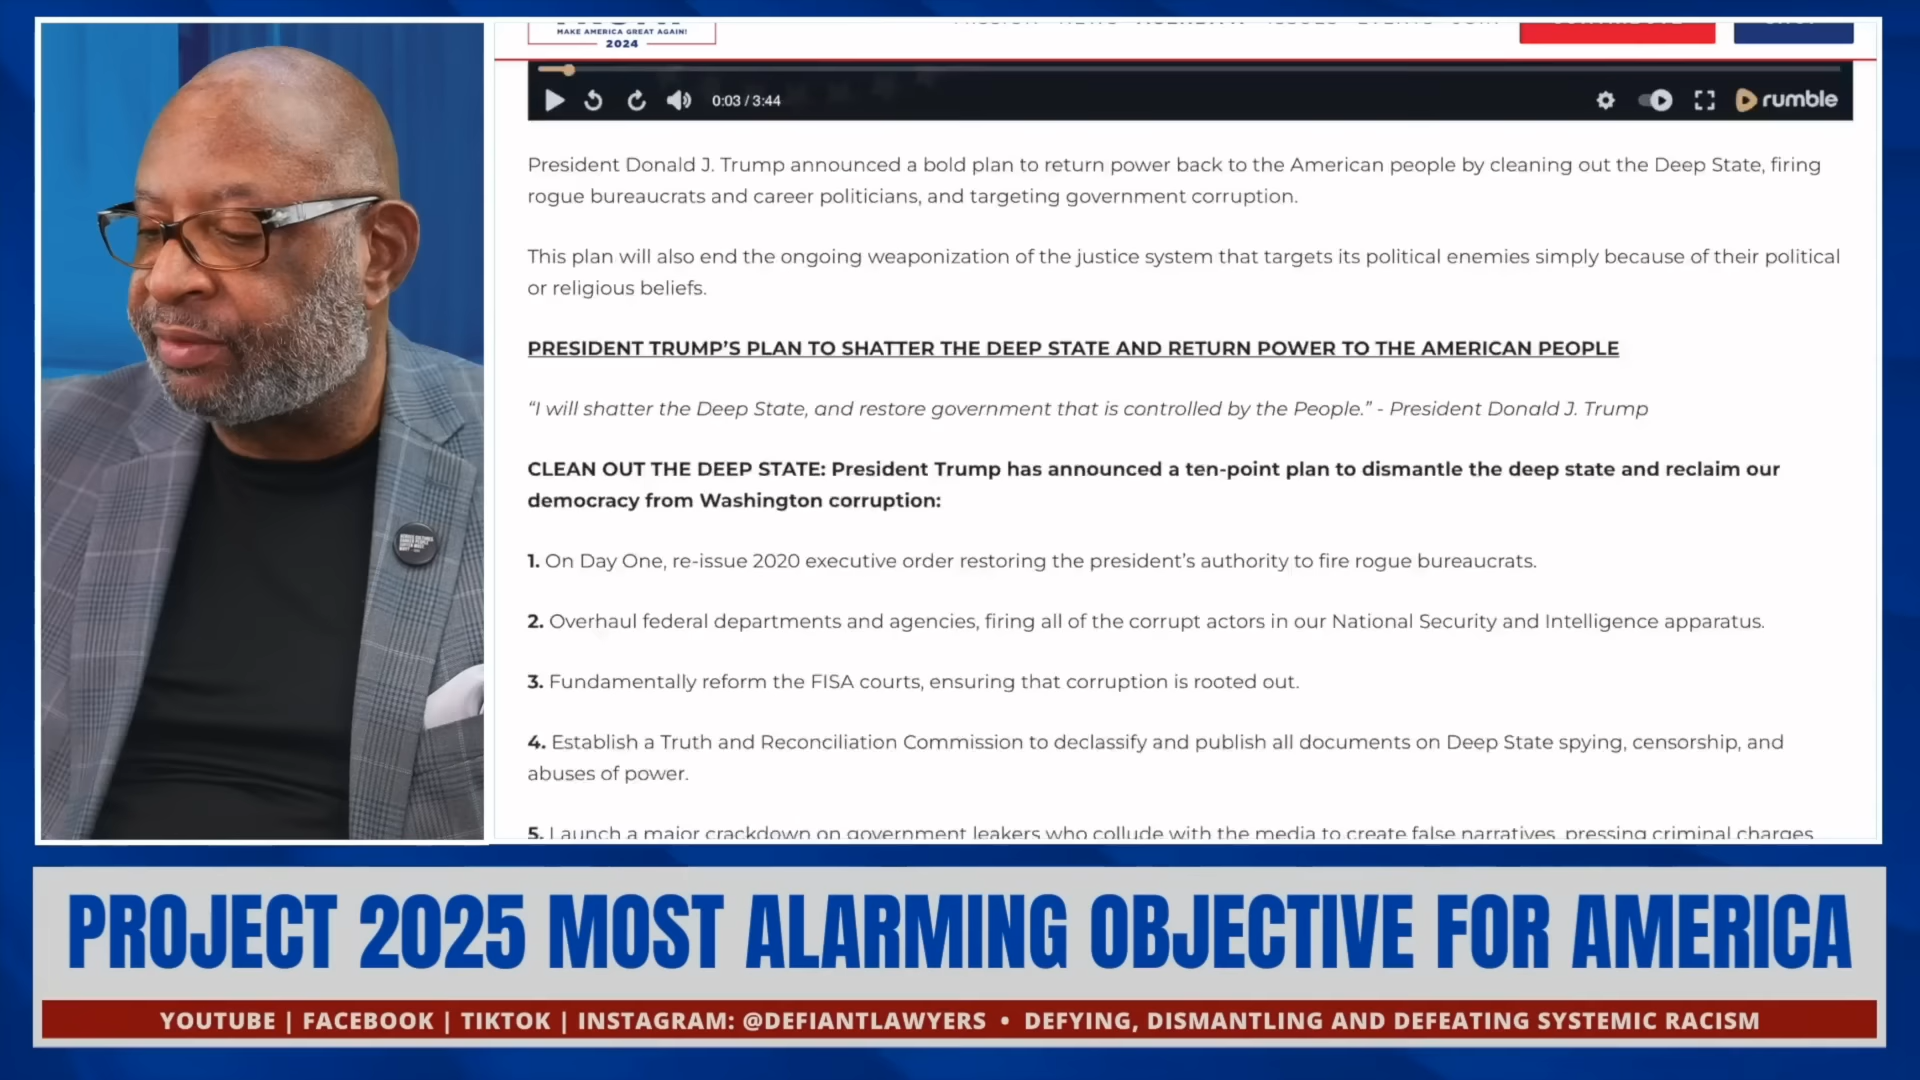 MAKE AMERICA GREAT AGAIN!
2024
0:03 / 3:44
rumble
President Donald J. Trump announced a bold plan to return power back to the American people by cleaning out the Deep State, firing
rogue bureaucrats and career politicians, and targeting government corruption.
This plan will also end the ongoing weaponization of the justice system that targets its political enemies simply because of their political
or religious beliefs.
PRESIDENT TRUMP’S PLAN TO SHATTER THE DEEP STATE AND RETURN POWER TO THE AMERICAN PEOPLE
“I will shatter the Deep State, and restore government that is controlled by the People.” - President Donald J. Trump
CLEAN OUT THE DEEP STATE: President Trump has announced a ten-point plan to dismantle the deep state and reclaim our
democracy from Washington corruption:
1. On Day One, re-issue 2020 executive order restoring the president’s authority to fire rogue bureaucrats.
2. Overhaul federal departments and agencies, firing all of the corrupt actors in our National Security and Intelligence apparatus.
3. Fundamentally reform the FISA courts, ensuring that corruption is rooted out.
4. Establish a Truth and Reconciliation Commission to declassify and publish all documents on Deep State spying, censorship, and
abuses of power.
5. Launch a major crackdown on government leakers who collude with the media to create false narratives, pressing criminal charges
PROJECT 2025 MOST ALARMING OBJECTIVE FOR AMERICA
YOUTUBE | FACEBOOK | TIKTOK | INSTAGRAM: @DEFIANTLAWYERS • DEFYING, DISMANTLING AND DEFEATING SYSTEMIC RACISM